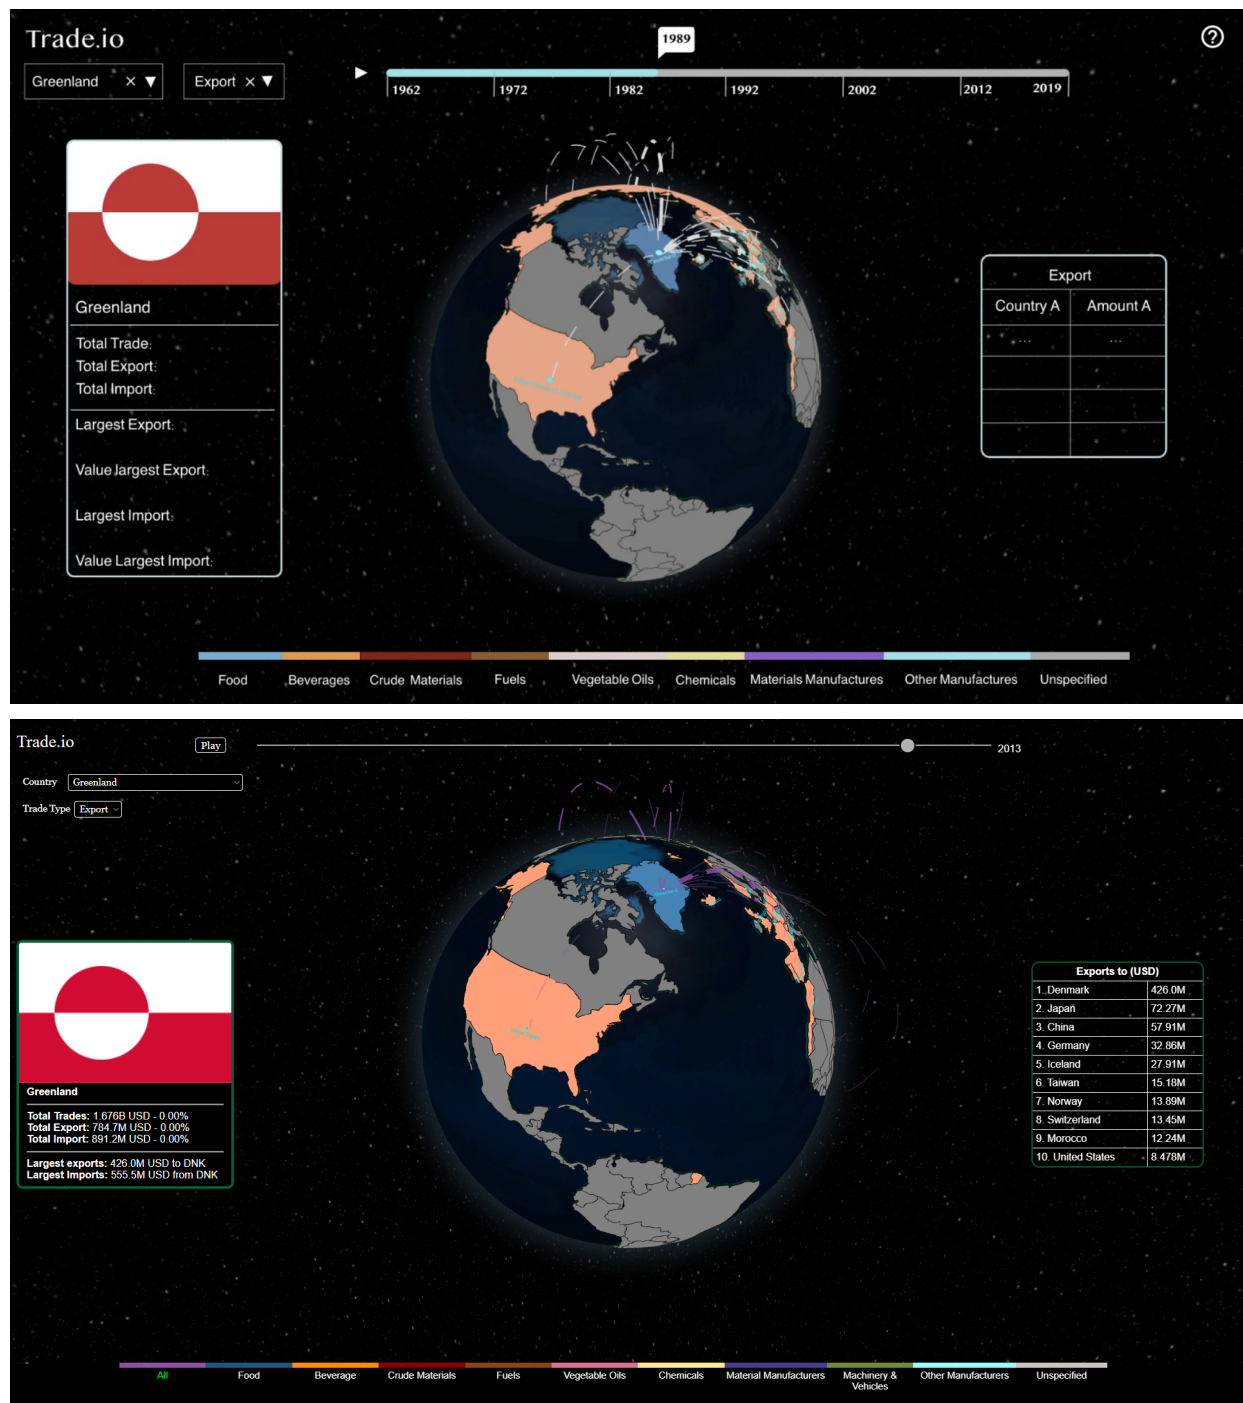 Trade.io
1989
?
Greenland × ▼
Export × ▼
1962 1972 1982 1992 2002 2012 2019
Greenland
Total Trade:
Total Export:
Total Import:
Largest Export:
Value largest Export:
Largest Import:
Value Largest Import:
Export
Country A Amount A
... ...
Food Beverages Crude Materials Fuels Vegetable Oils Chemicals Materials Manufactures Other Manufactures Unspecified
Trade.io
Play
2013
Country Greenland
Trade Type Export
Greenland
Total Trades: 1.676B USD - 0.00%
Total Export: 784.7M USD - 0.00%
Total Import: 891.2M USD - 0.00%
Largest exports: 426.0M USD to DNK
Largest Imports: 555.5M USD from DNK
Exports to (USD)
1. Denmark 426.0M
2. Japan 72.27M
3. China 57.91M
4. Germany 32.86M
5. Iceland 27.91M
6. Taiwan 15.18M
7. Norway 13.89M
8. Switzerland 13.45M
9. Morocco 12.24M
10. United States 8.478M
All Food Beverage Crude Materials Fuels Vegetable Oils Chemicals Material Manufacturers Machinery &
Vehicles Other Manufacturers Unspecified